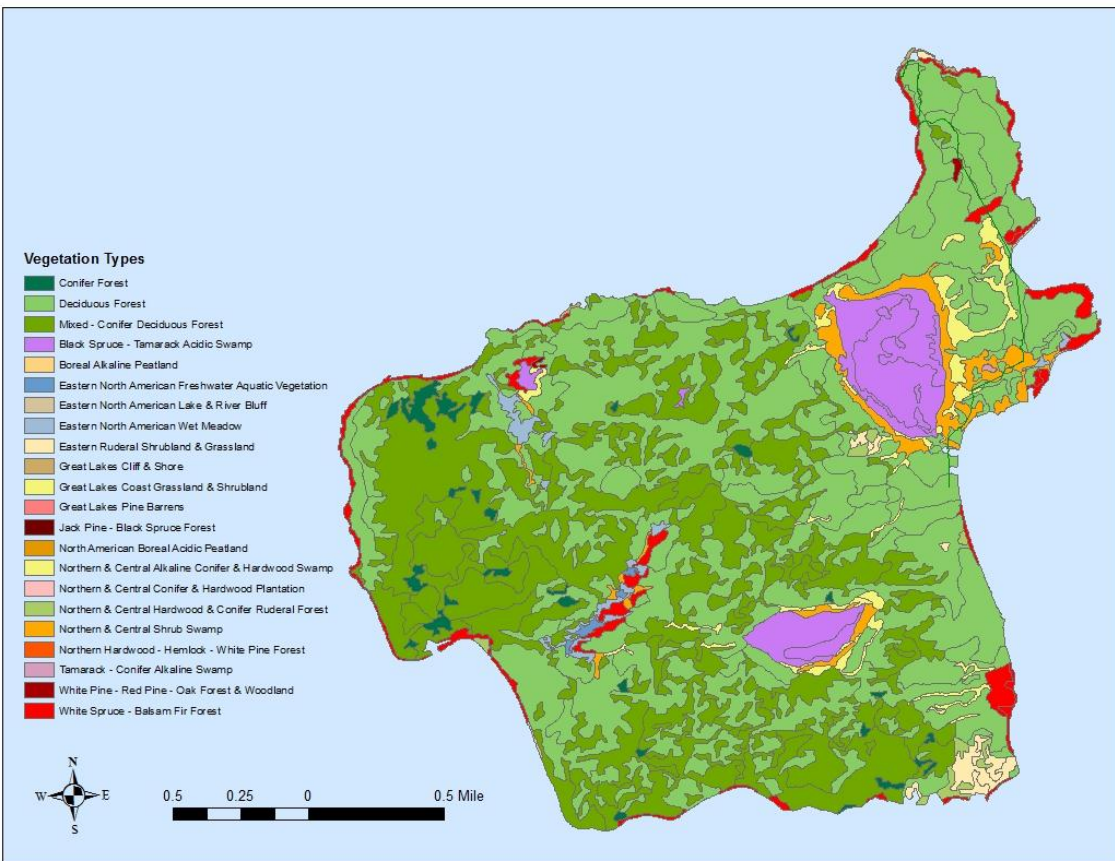 Vegetation Types
Conifer Forest
Deciduous Forest
Mixed - Conifer Deciduous Forest
Black Spruce - Tamarack Acidic Swamp
Boreal Alkaline Peatland
Eastern North American Freshwater Aquatic Vegetation
Eastern North American Lake & River Bluff
Eastern North American Wet Meadow
Eastern Ruderal Shrubland & Grassland
Great Lakes Cliff & Shore
Great Lakes Coast Grassland & Shrubland
Great Lakes Pine Barrens
Jack Pine - Black Spruce Forest
North American Boreal Acidic Peatland
Northern & Central Alkaline Conifer & Hardwood Swamp
Northern & Central Conifer & Hardwood Plantation
Northern & Central Hardwood & Conifer Ruderal Forest
Northern & Central Shrub Swamp
Northern Hardwood - Hemlock - White Pine Forest
Tamarack - Conifer Alkaline Swamp
White Pine - Red Pine - Oak Forest & Woodland
White Spruce - Balsam Fir Forest
N
W E
S
0.5 0.25 0 0.5 Mile